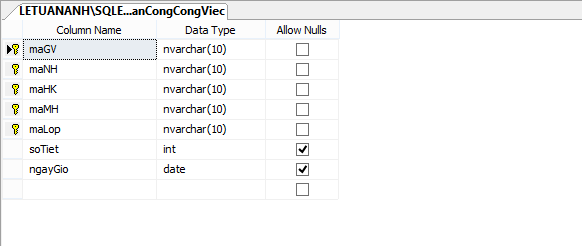 LETUANANH\SQLE...anCongCongViec
Column Name Data Type Allow Nulls
maGV nvarchar(10)
maNH nvarchar(10)
maHK nvarchar(10)
maMH nvarchar(10)
maLop nvarchar(10)
soTiet int
ngayGio date